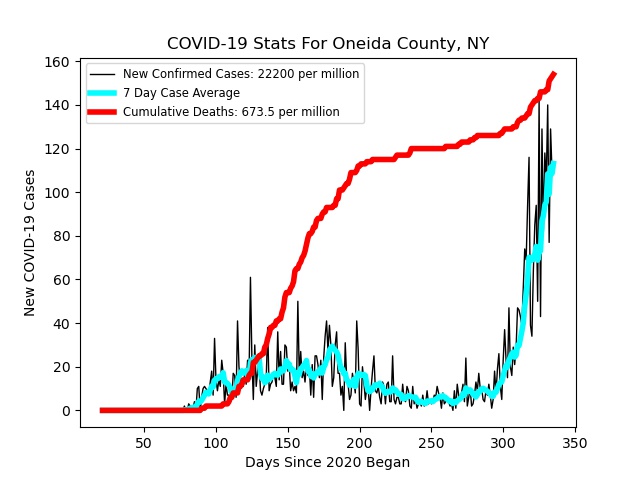 COVID-19 Stats For Oneida County, NY
New Confirmed Cases: 22200 per million
7 Day Case Average
Cumulative Deaths: 673.5 per million
160
140
120
100
80
60
40
20
0
New COVID-19 Cases
50 100 150 200 250 300 350
Days Since 2020 Began